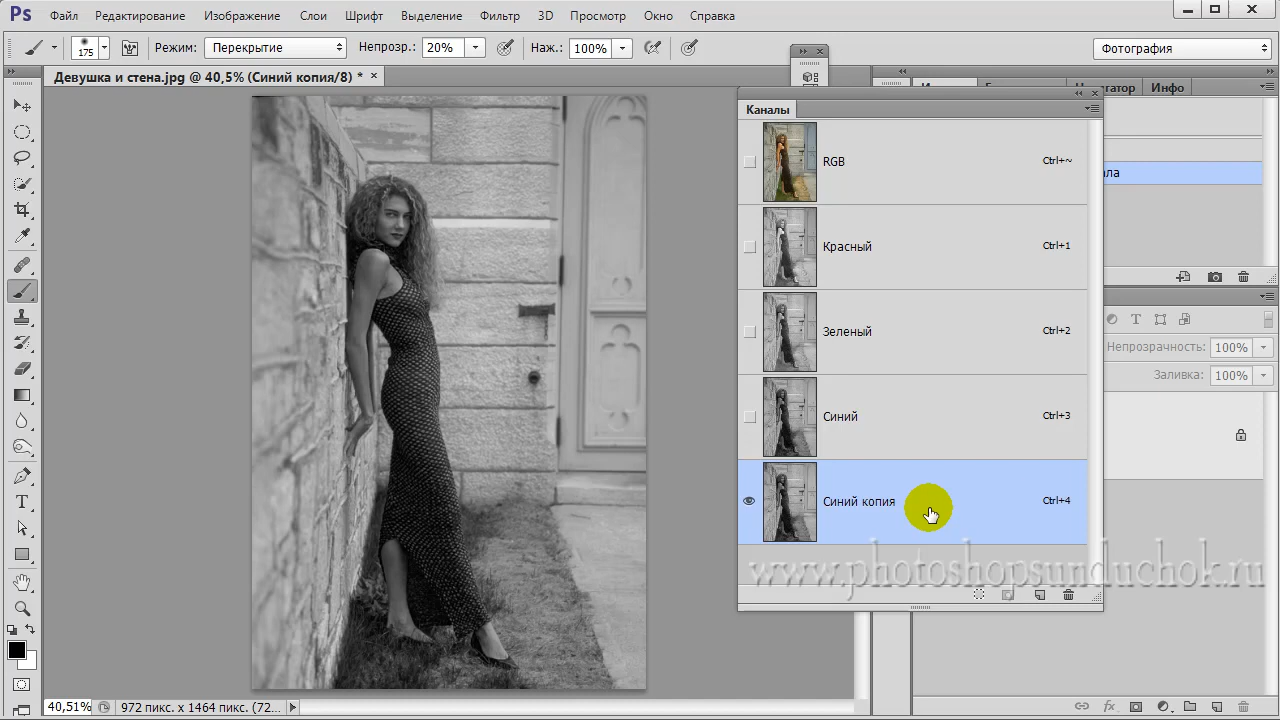 Ps Файл Редактирование Изображение Слои Шрифт Выделение Фильтр 3D Просмотр Окно Справка
175 Режим: Перекрытие Непрозр.: 20% Наж.: 100% Фотография
Девушка и стена.jpg @ 40,5% (Синий копия/8) * ×
Инфо
Каналы
RGB Ctrl+~
Красный Ctrl+1
Зеленый Ctrl+2
Непрозрачность: 100%
Заливка: 100%
Синий Ctrl+3
Синий копия Ctrl+4
www.photoshopsunduchok.ru
40,51% 972 пикс. x 1464 пикс. (72...